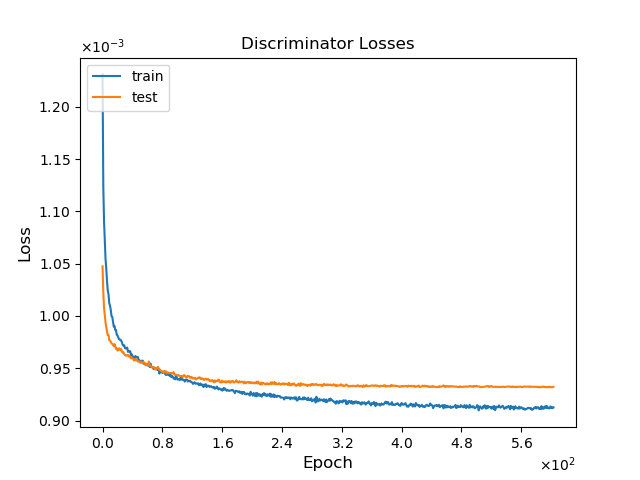 Discriminator Losses
×10⁻³
train
test
1.20
1.15
1.10
1.05
1.00
0.95
0.90
Loss
0.0 0.8 1.6 2.4 3.2 4.0 4.8 5.6
Epoch
×10²